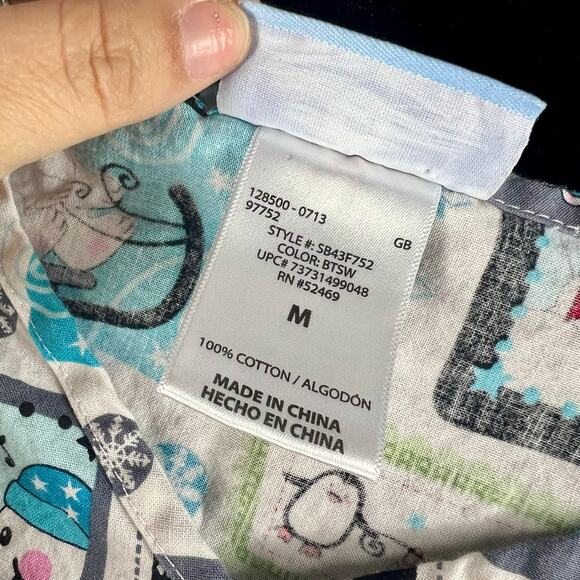 128500 - 0713
97752 GB
STYLE #: SB43F752
COLOR: BTSW
UPC# 73731499048
RN #52469
M
100% COTTON / ALGODÓN
MADE IN CHINA
HECHO EN CHINA